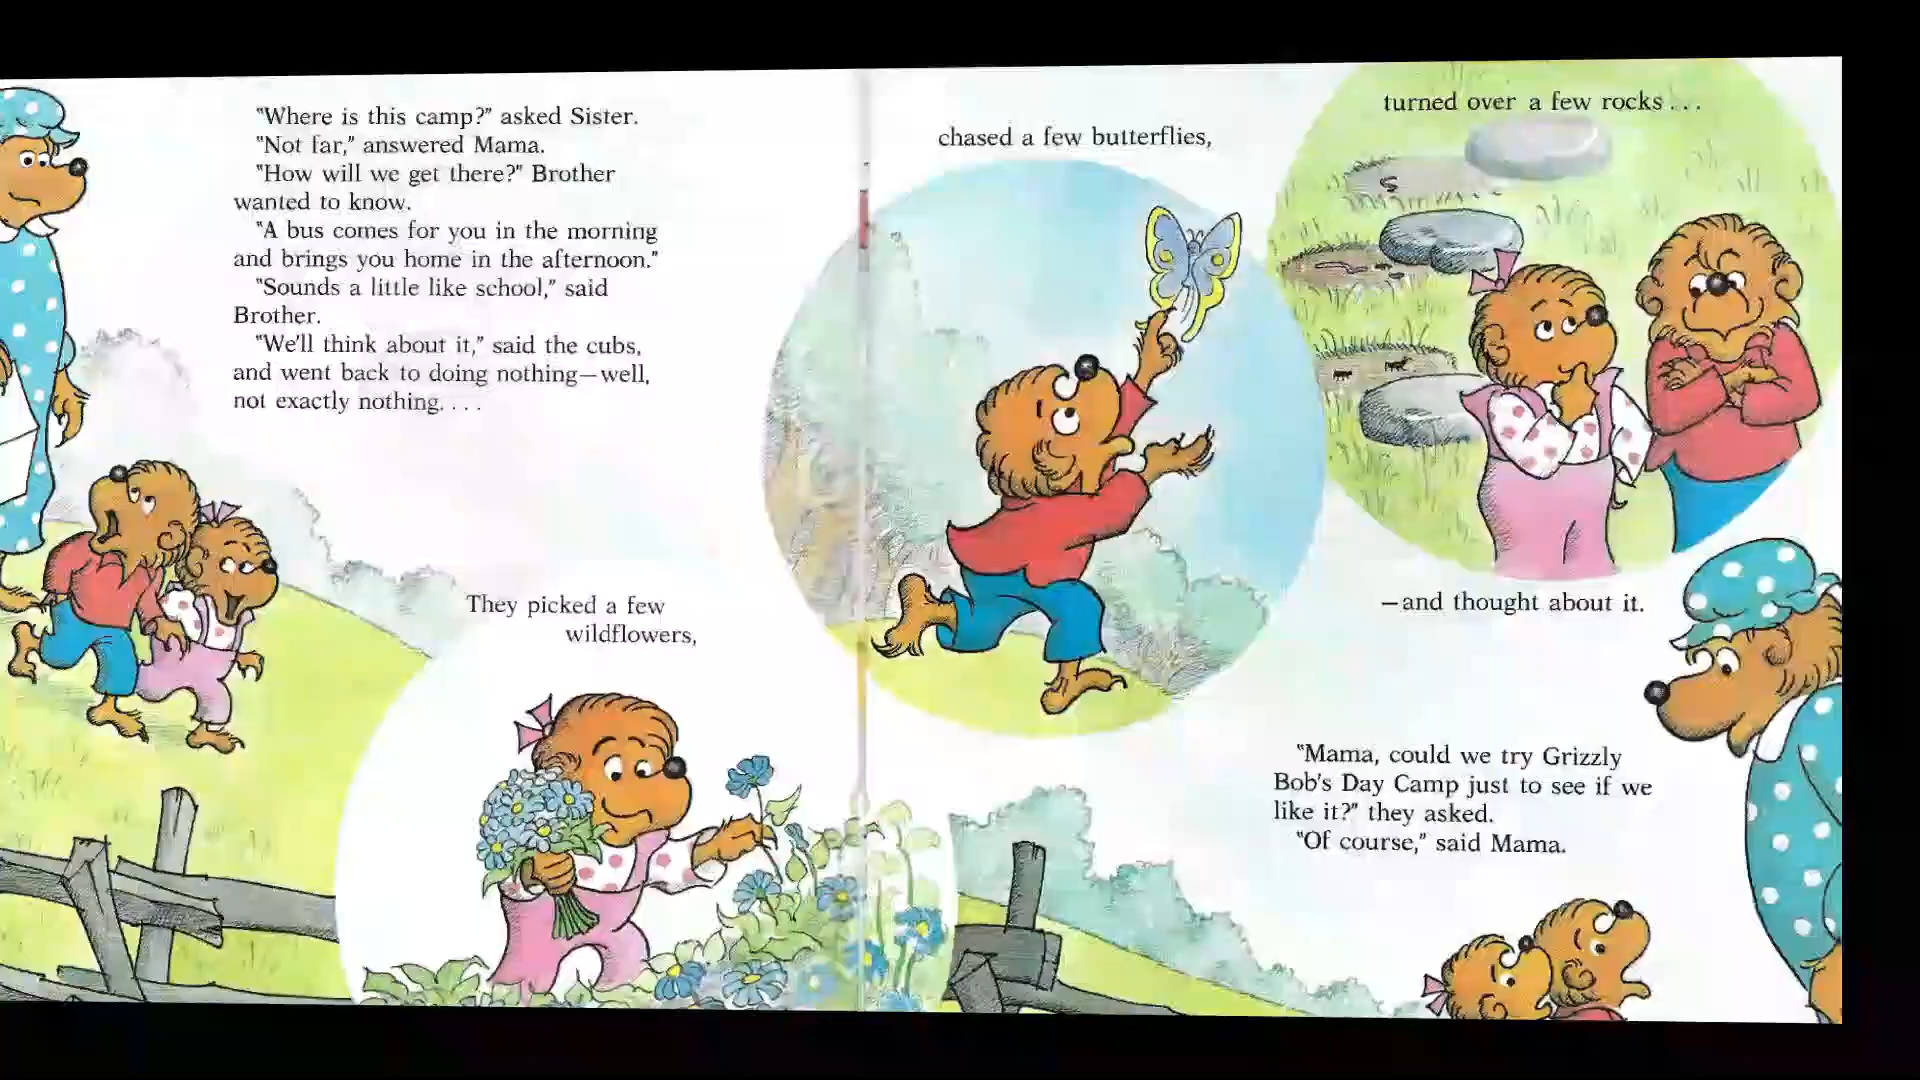 "Where is this camp?" asked Sister.
"Not far," answered Mama.
"How will we get there?" Brother
wanted to know.
"A bus comes for you in the morning
and brings you home in the afternoon."
"Sounds a little like school," said
Brother.
"We'll think about it," said the cubs,
and went back to doing nothing—well,
not exactly nothing. . . .
They picked a few
wildflowers,
chased a few butterflies,
turned over a few rocks . . .
—and thought about it.
"Mama, could we try Grizzly
Bob's Day Camp just to see if we
like it?" they asked.
"Of course," said Mama.